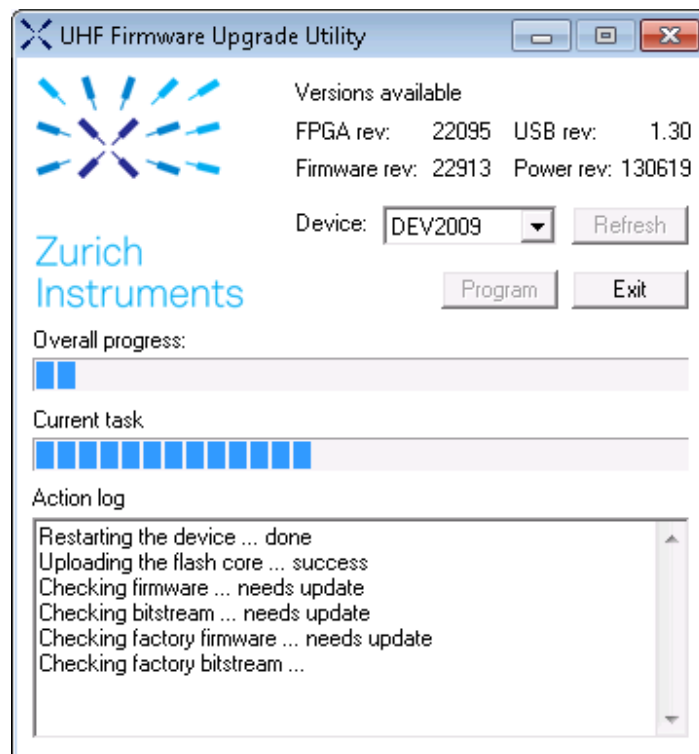 UHF Firmware Upgrade Utility
Versions available
FPGA rev: 22095 USB rev: 1.30
Firmware rev: 22913 Power rev: 130619
Device: DEV2009 Refresh
Zurich
Instruments
Program Exit
Overall progress:
Current task
Action log
Restarting the device ... done
Uploading the flash core ... success
Checking firmware ... needs update
Checking bitstream ... needs update
Checking factory firmware ... needs update
Checking factory bitstream ...